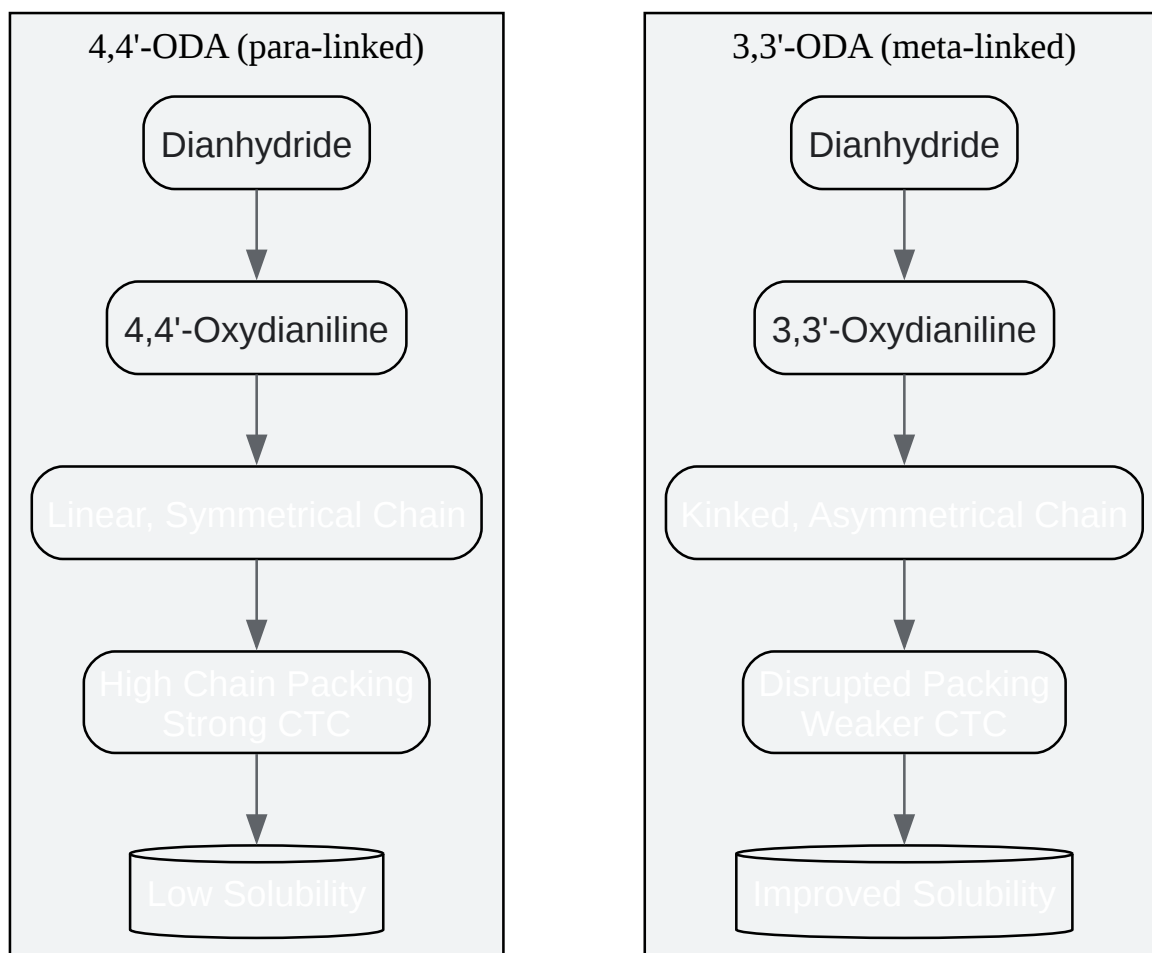 4,4'-ODA (para-linked)
Dianhydride
4,4'-Oxydianiline
Linear, Symmetrical Chain
High Chain Packing
Strong CTC
Low Solubility
3,3'-ODA (meta-linked)
Dianhydride
3,3'-Oxydianiline
Kinked, Asymmetrical Chain
Disrupted Packing
Weaker CTC
Improved Solubility